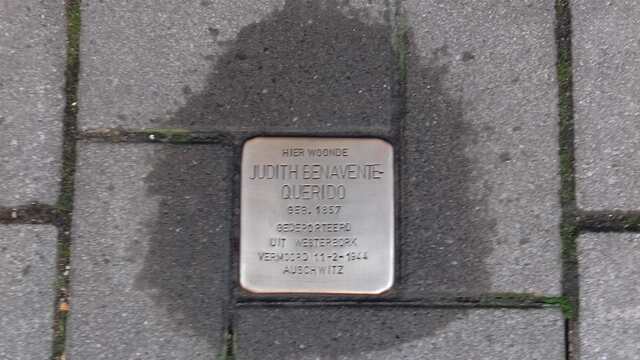 HIER WOONDE
JUDITH BENAVENTE-
QUERIDO
GEB. 1857
GEDEPORTEERD
UIT WESTERBORK
VERMOORD 11-2-1944
AUSCHWITZ